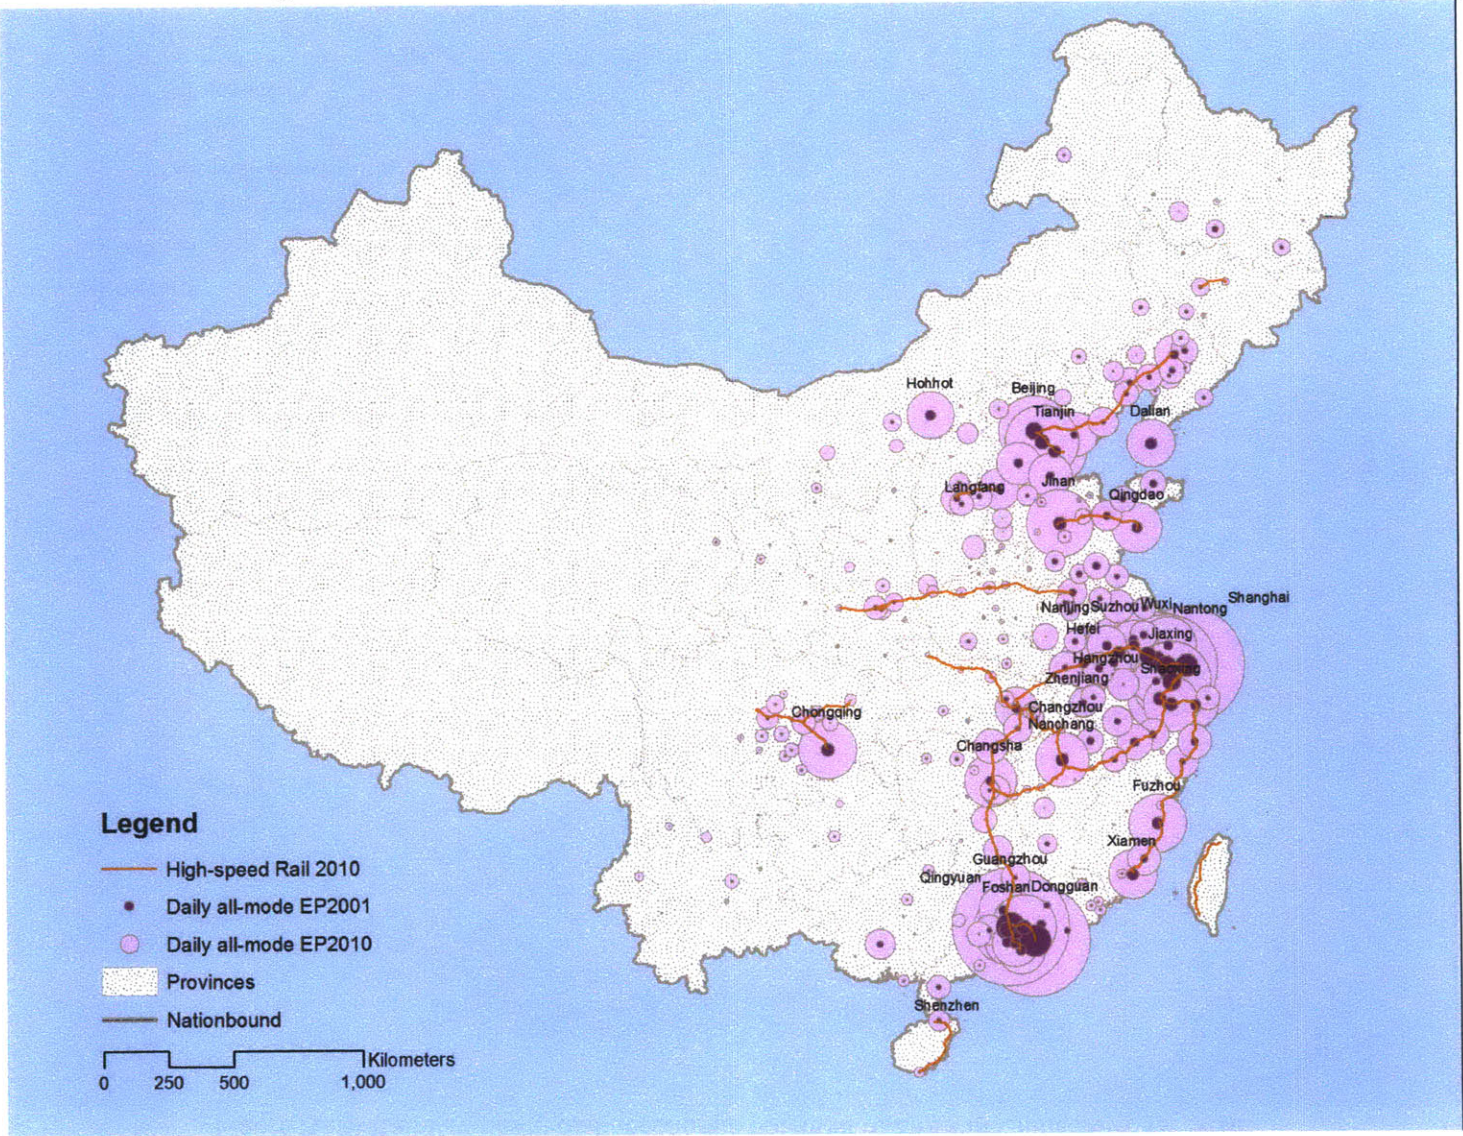 Hohhot
Beijing
Tianjin
Dalian
Langfang
Jinan
Qingdao
Nanjing Suzhou Wuxi Nantong Shanghai
Hefei
Jiaxing
Hangzhou
Shaoxing
Zhenjiang
Chongqing
Changzhou
Nanchang
Changsha
Fuzhou
Xiamen
Guangzhou
Qingyuan
Foshan Dongguan
Shenzhen
Legend
High-speed Rail 2010
Daily all-mode EP2001
Daily all-mode EP2010
Provinces
Nationbound
Kilometers
0 250 500 1,000